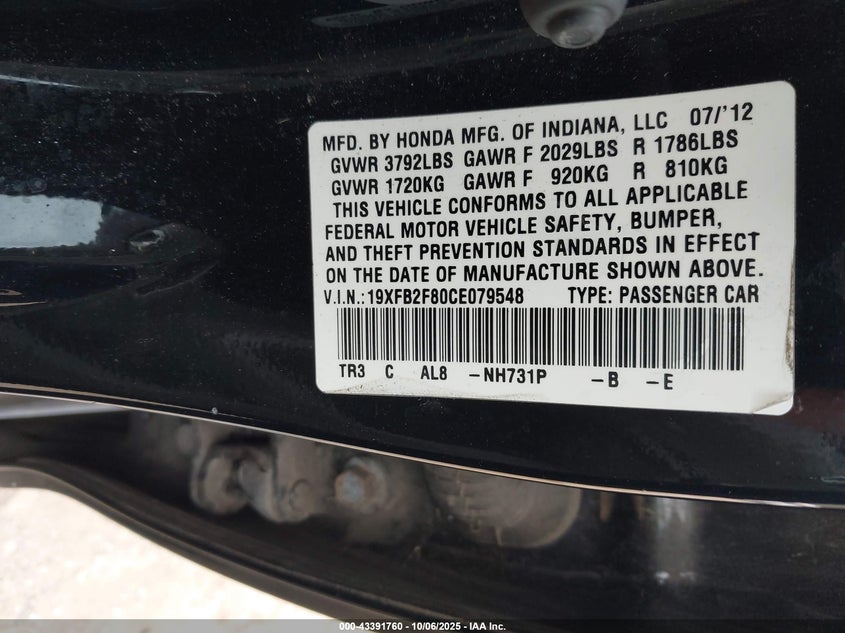 MFD. BY HONDA MFG. OF INDIANA, LLC 07/'12
GVWR 3792LBS GAWR F 2029LBS R 1786LBS
GVWR 1720KG GAWR F 920KG R 810KG
THIS VEHICLE CONFORMS TO ALL APPLICABLE
FEDERAL MOTOR VEHICLE SAFETY, BUMPER,
AND THEFT PREVENTION STANDARDS IN EFFECT
ON THE DATE OF MANUFACTURE SHOWN ABOVE.
V.I.N.:19XFB2F80CE079548 TYPE: PASSENGER CAR
TR3 C AL8 -NH731P -B -E
000-43391760 - 10/06/2025 - IAA Inc.